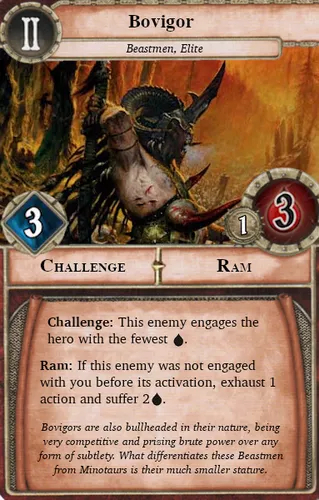 II
Bovigor
Beastmen, Elite
3
1
3
CHALLENGE RAM
Challenge: This enemy engages the
hero with the fewest .
Ram: If this enemy was not engaged
with you before its activation, exhaust 1
action and suffer 2.
Bovigors are also bullheaded in their nature, being
very competitive and prising brute power over any
form of subtlety. What differentiates these Beastmen
from Minotaurs is their much smaller stature.